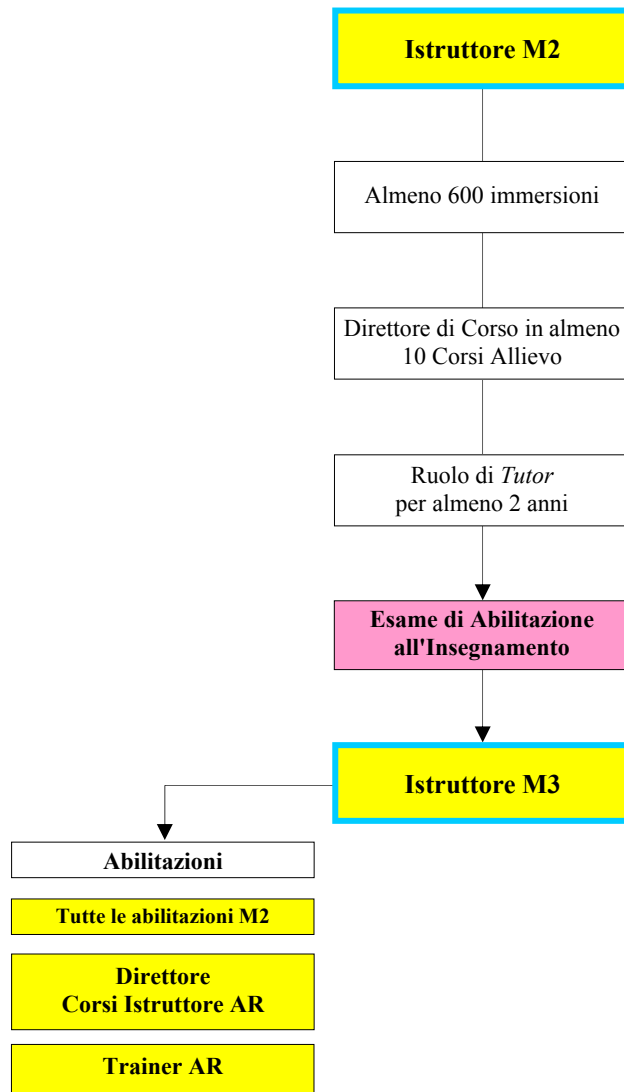 Istruttore M2
Almeno 600 immersioni
Direttore di Corso in almeno
10 Corsi Allievo
Ruolo di Tutor
per almeno 2 anni
Esame di Abilitazione
all'Insegnamento
Istruttore M3
Abilitazioni
Tutte le abilitazioni M2
Direttore
Corsi Istruttore AR
Trainer AR